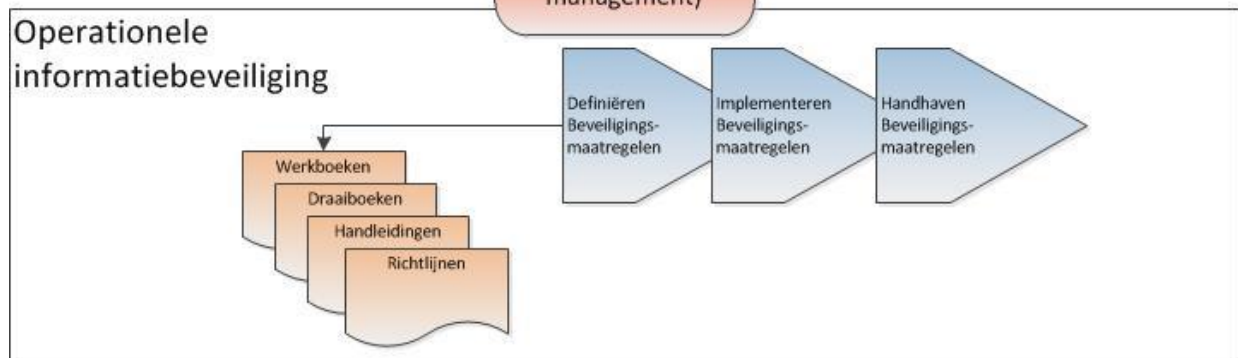 management)
Operationele
informatiebeveiliging
Definiëren
Beveiligings-
maatregelen
Implementeren
Beveiligings-
maatregelen
Handhaven
Beveiligings-
maatregelen
Werkboeken
Draaiboeken
Handleidingen
Richtlijnen